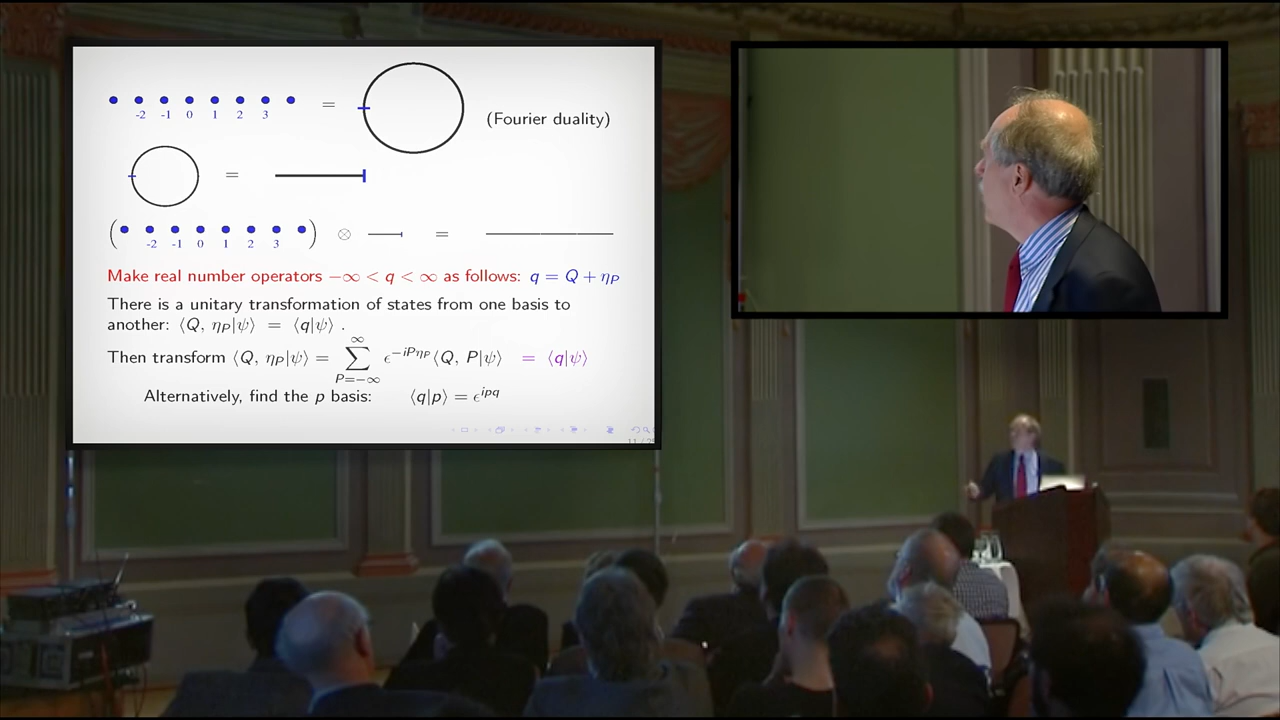 -2 -1 0 1 2 3 = (Fourier duality)
=
( -2 -1 0 1 2 3 ) ⊗ =
Make real number operators −∞ < q < ∞ as follows: q = Q + η_P
There is a unitary transformation of states from one basis to
another: ⟨Q, η_P|ψ⟩ = ⟨q|ψ⟩ .
Then transform ⟨Q, η_P|ψ⟩ = ∑_{P=−∞}^{∞} ϵ^{−iPη_P}⟨Q, P|ψ⟩ = ⟨q|ψ⟩
Alternatively, find the p basis: ⟨q|p⟩ = ϵ^{ipq}